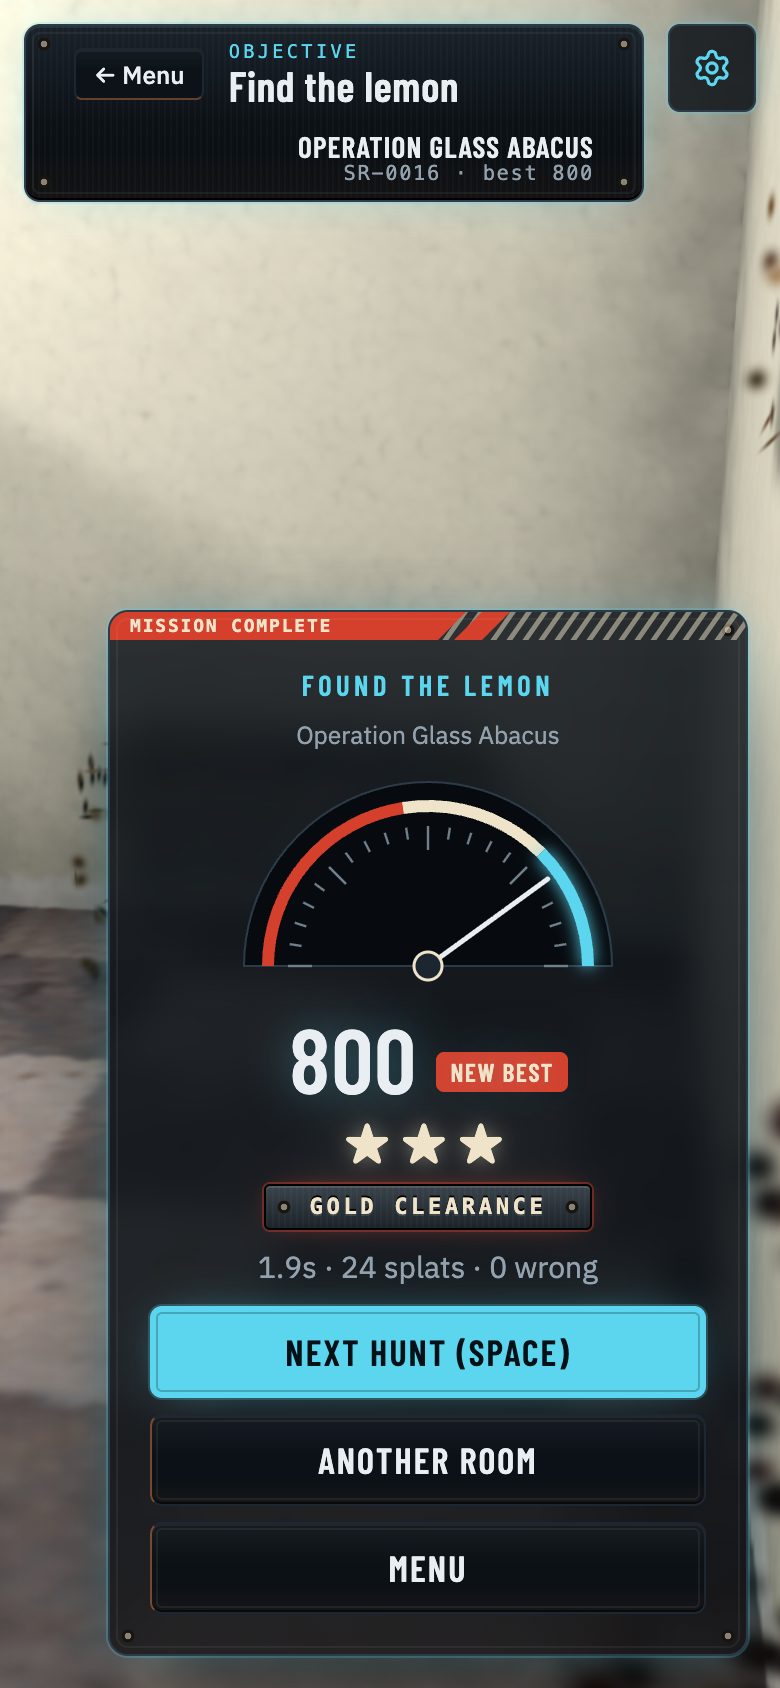 ← Menu
OBJECTIVE
Find the lemon
OPERATION GLASS ABACUS
SR-0016 · best 800
MISSION COMPLETE
FOUND THE LEMON
Operation Glass Abacus
800
NEW BEST
GOLD CLEARANCE
1.9s · 24 splats · 0 wrong
NEXT HUNT (SPACE)
ANOTHER ROOM
MENU